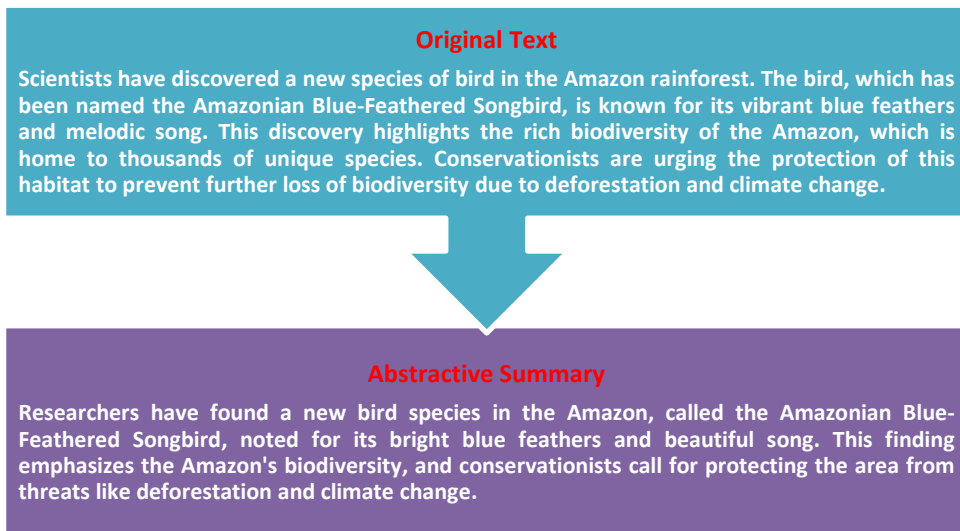 Original Text
Scientists have discovered a new species of bird in the Amazon rainforest. The bird, which has
been named the Amazonian Blue-Feathered Songbird, is known for its vibrant blue feathers
and melodic song. This discovery highlights the rich biodiversity of the Amazon, which is
home to thousands of unique species. Conservationists are urging the protection of this
habitat to prevent further loss of biodiversity due to deforestation and climate change.
Abstractive Summary
Researchers have found a new bird species in the Amazon, called the Amazonian Blue-
Feathered Songbird, noted for its bright blue feathers and beautiful song. This finding
emphasizes the Amazon's biodiversity, and conservationists call for protecting the area from
threats like deforestation and climate change.